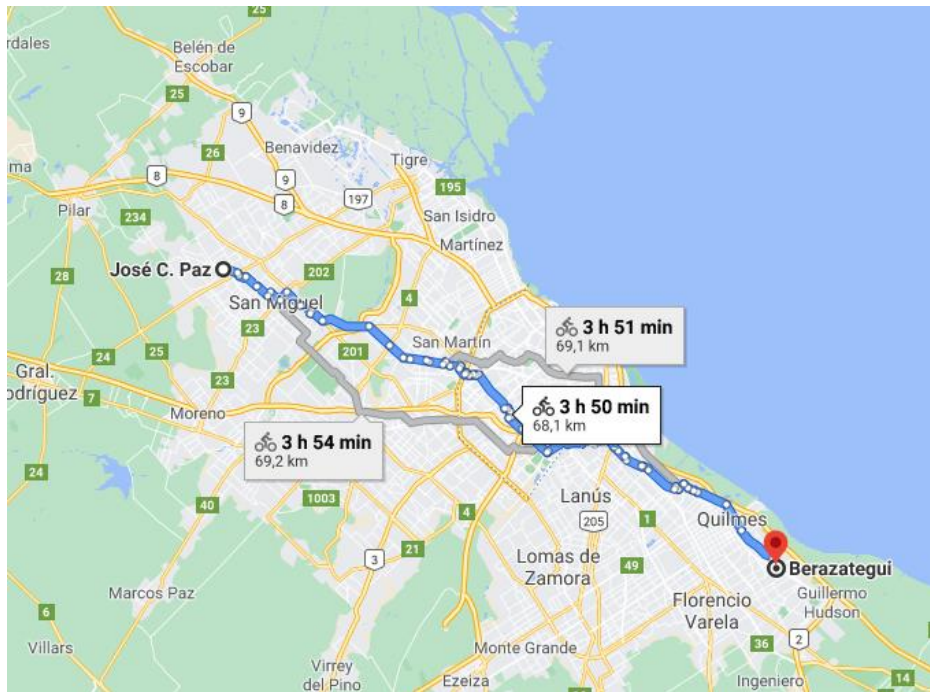 25
rdales
Belén de
Escobar
25
9
26
Benavidez
Tigre
ma
8
9
195
197
Pilar
8
San Isidro
234
Martínez
José C. Paz
202
28
San Miguel
4
23
3 h 51 min
69,1 km
24
25
201
San Martín
Gral.
odríguez
7
23
3 h 50 min
68,1 km
Moreno
3 h 54 min
69,2 km
24
1003
Lanús
40
4
205
1
Quilmes
21
3
Lomas de
Zamora
49
Berazategui
Marcos Paz
Florencio
Varela
Guillermo
Hudson
6
2
Villars
36
Monte Grande
Virrey
del Pino
Ezeiza
Ingeniero
14